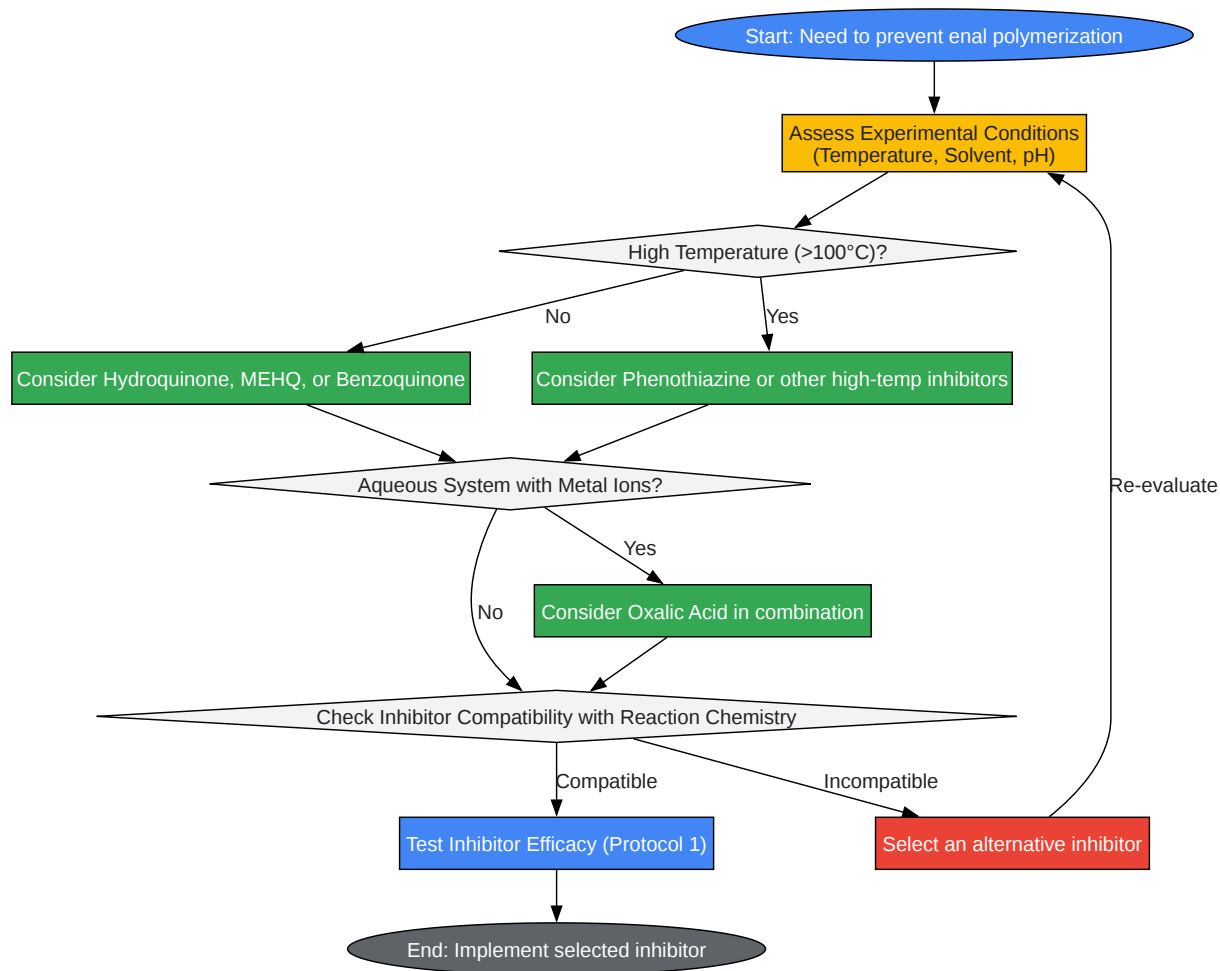 Start: Need to prevent enal polymerization
Assess Experimental Conditions
(Temperature, Solvent, pH)
High Temperature (>100°C)?
No
Yes
Consider Hydroquinone, MEHQ, or Benzoquinone
Consider Phenothiazine or other high-temp inhibitors
Aqueous System with Metal Ions?
Re-evaluate
Yes
No
Consider Oxalic Acid in combination
Check Inhibitor Compatibility with Reaction Chemistry
Compatible
Incompatible
Test Inhibitor Efficacy (Protocol 1)
Select an alternative inhibitor
End: Implement selected inhibitor